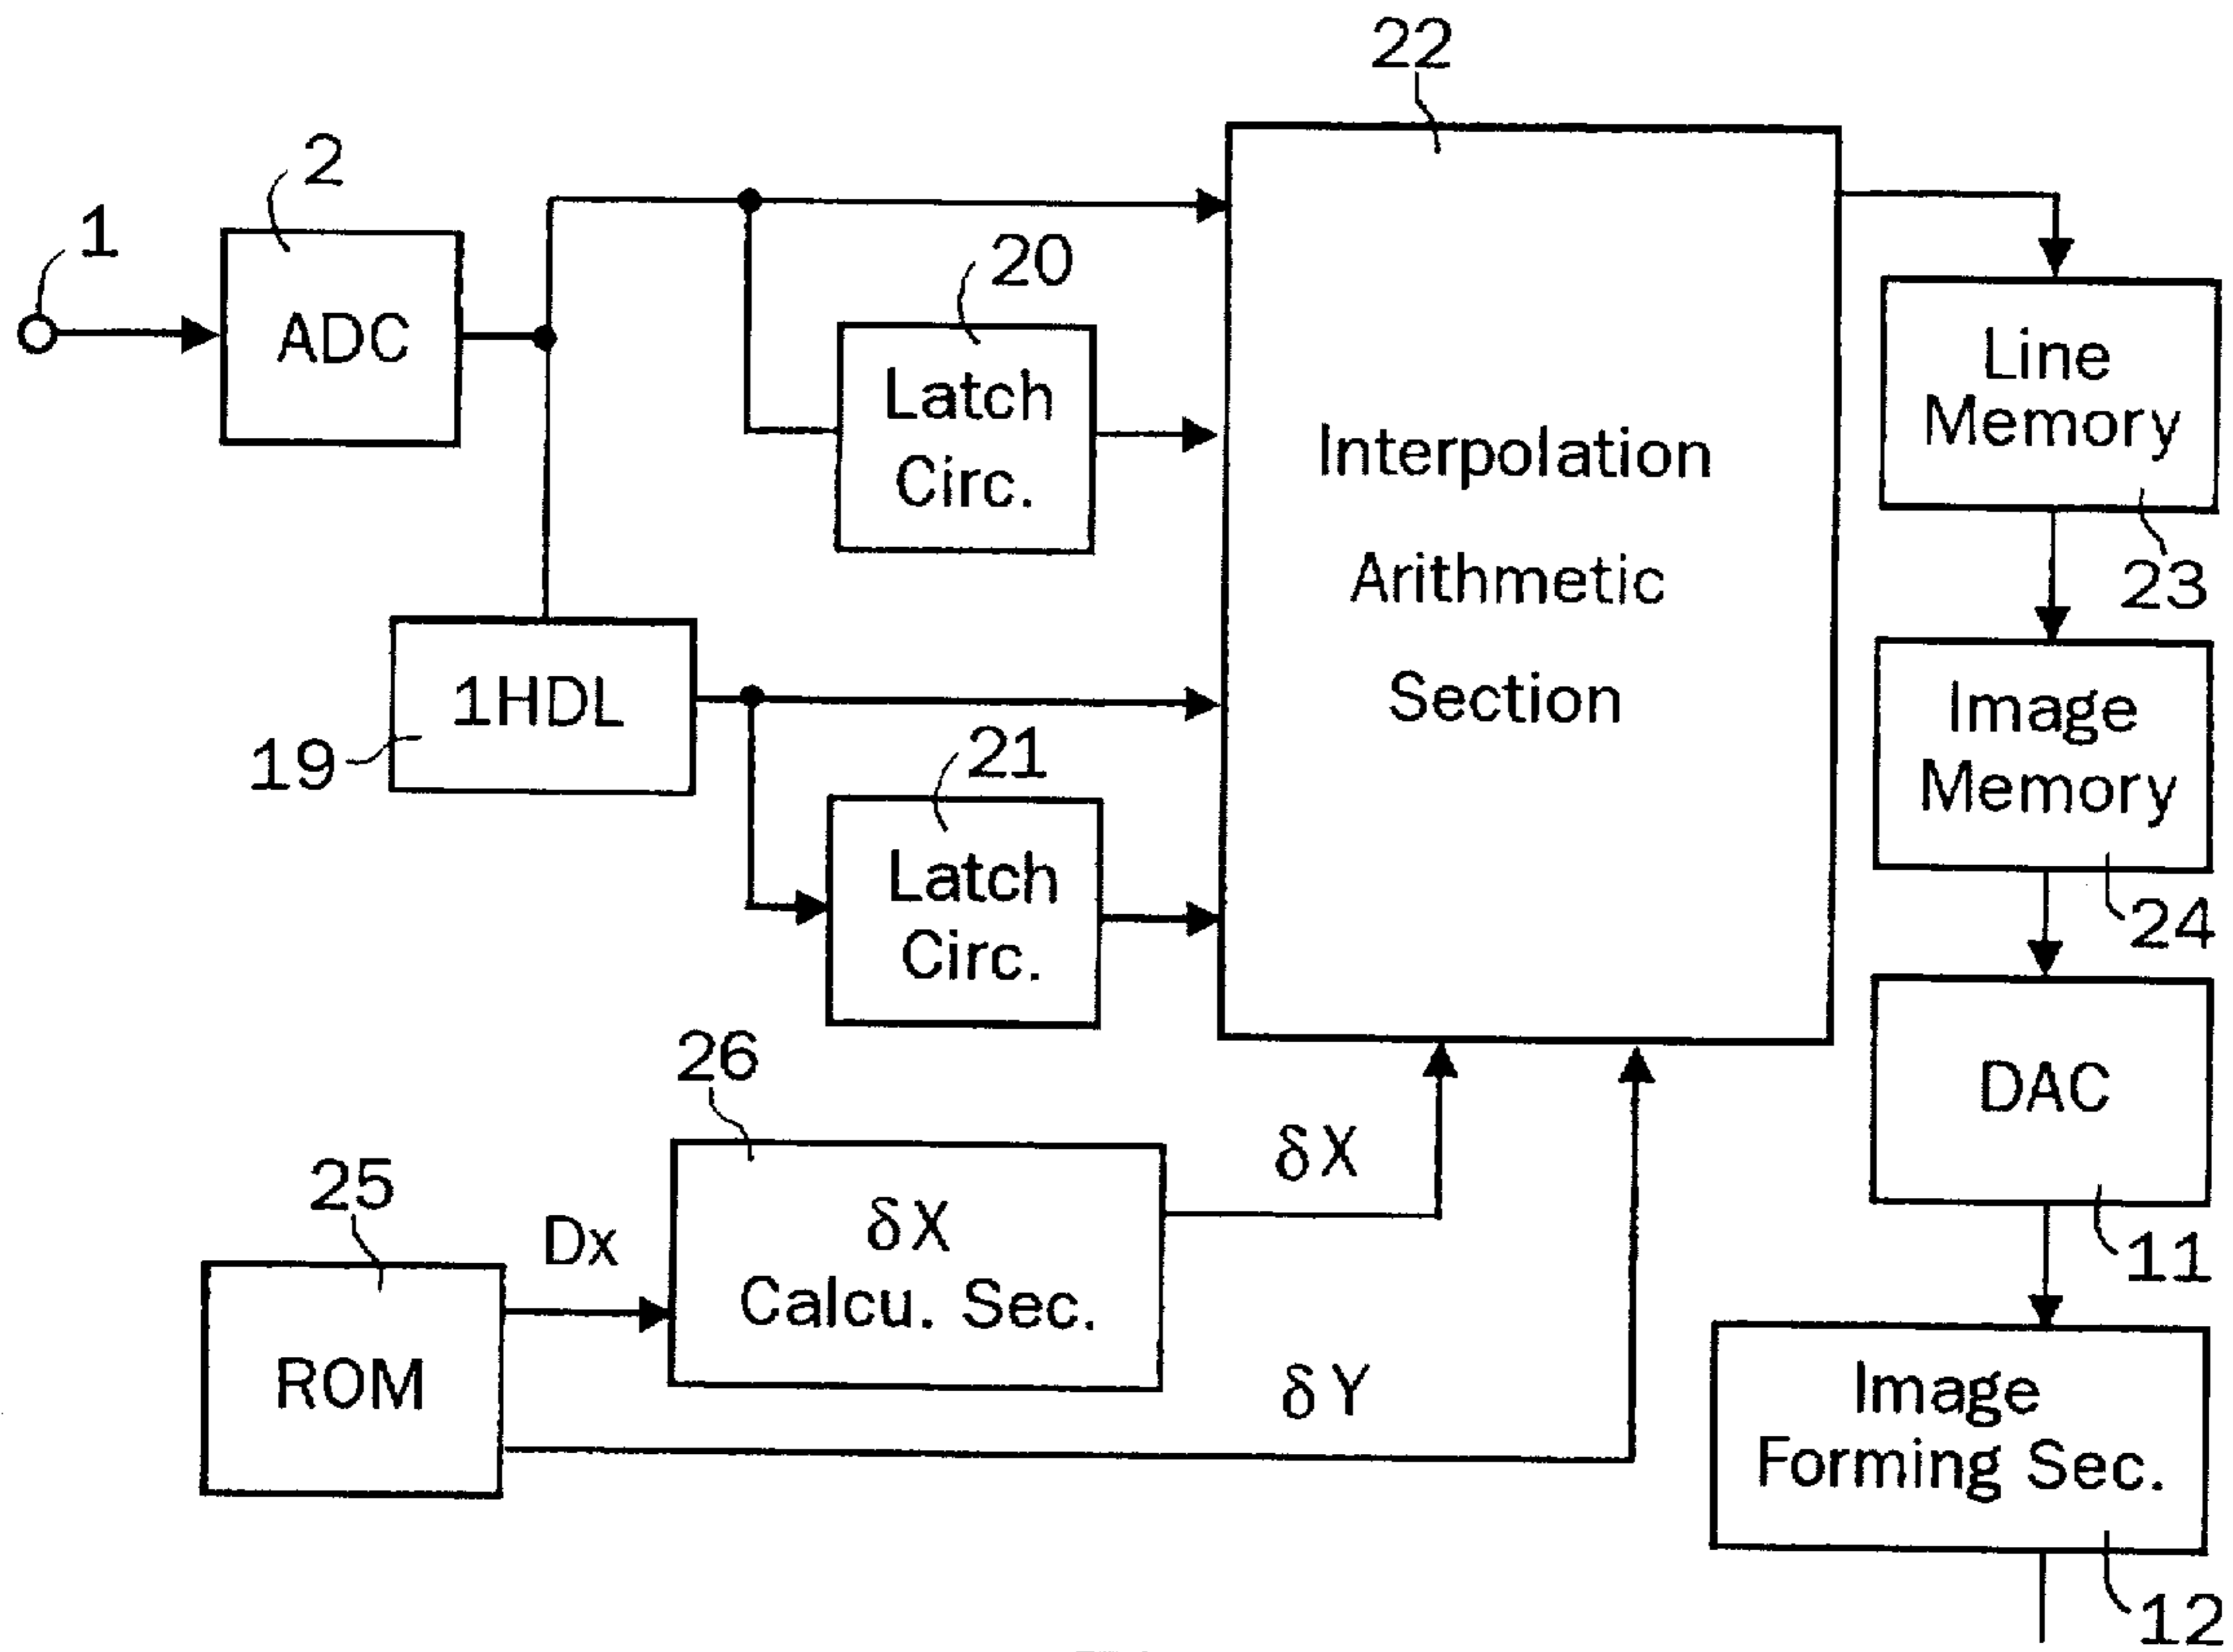 22
2
1
20
ADC
Latch
Circ.
Interpolation
Arithmetic
Section
Line
Memory
23
1HDL
19
21
Latch
Circ.
Image
Memory
24
26
δX
DAC
11
25
Dx
δX
Calcu. Sec.
ROM
δY
Image
Forming Sec.
12